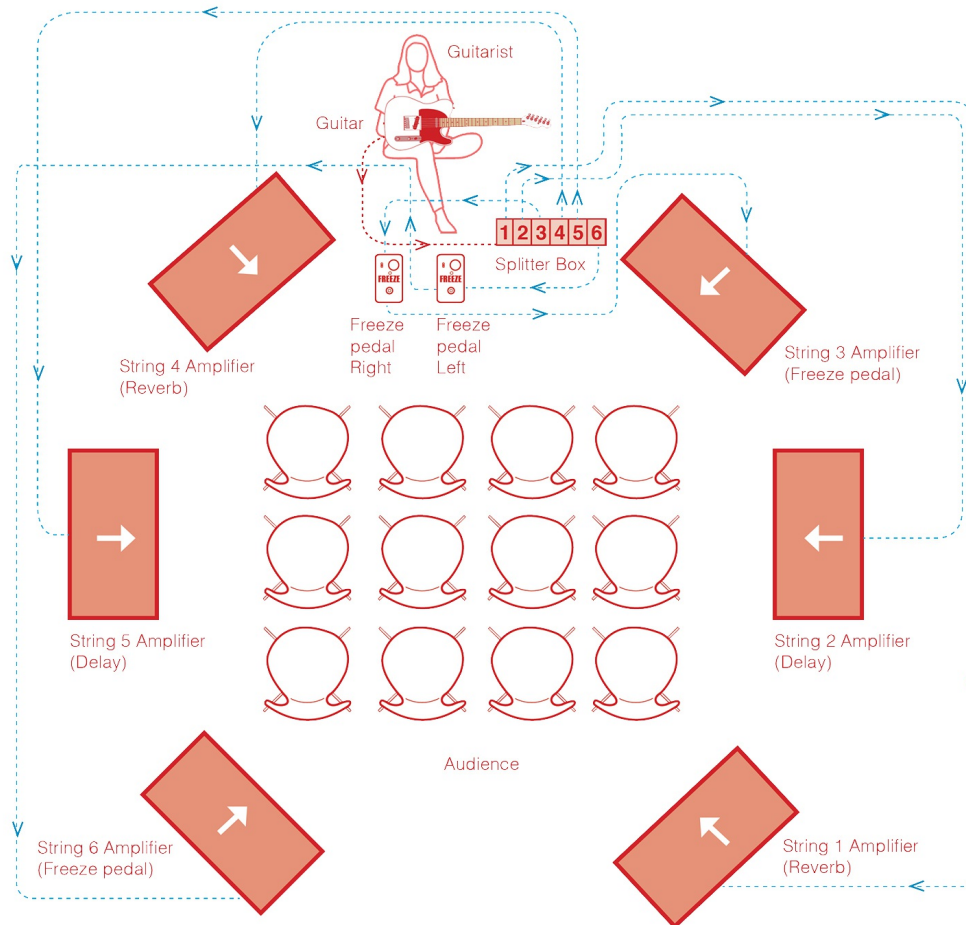 Guitarist
Guitar
1 2 3 4 5 6
Splitter Box
FREEZE
FREEZE
Freeze
pedal
Right
Freeze
pedal
Left
String 4 Amplifier
(Reverb)
String 3 Amplifier
(Freeze pedal)
String 5 Amplifier
(Delay)
String 2 Amplifier
(Delay)
Audience
String 6 Amplifier
(Freeze pedal)
String 1 Amplifier
(Reverb)